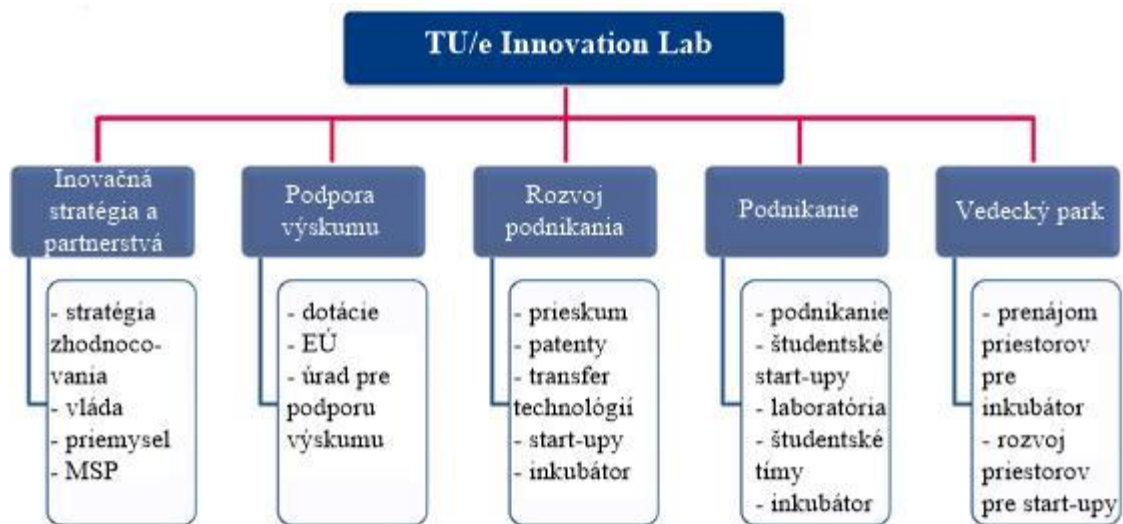 TU/e Innovation Lab
Inovačná
stratégia a
partnerstvá
Podpora
výskumu
Rozvoj
podnikania
Podnikanie
Vedecký park
- stratégia
zhodnoco-
vania
- vláda
- priemysel
- MSP
- dotácie
- EÚ
- úrad pre
podporu
výskumu
- prieskum
- patenty
- transfer
technológií
- start-upy
- inkubátor
- podnikanie
- študentské
start-upy
- laboratória
- študentské
tímy
- inkubátor
- prenájom
priestorov
pre
inkubátor
- rozvoj
priestorov
pre start-upy